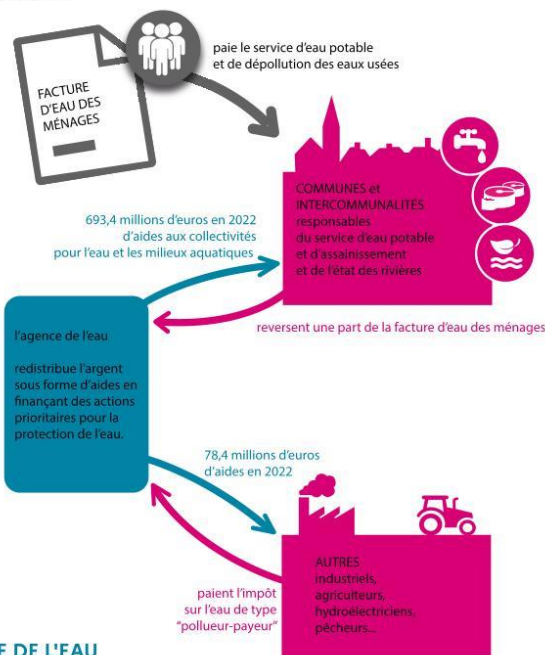 paie le service d'eau potable
et de dépollution des eaux usées
FACTURE
D'EAU DES
MÉNAGES
COMMUNES et
INTERCOMMUNALITÉS
responsables
du service d'eau potable
et d'assainissement
et de l'état des rivières
693,4 millions d'euros en 2022
d'aides aux collectivités
pour l'eau et les milieux aquatiques
reversent une part de la facture d'eau des ménages
l'agence de l'eau
redistribue l'argent
sous forme d'aides en
finançant des actions
prioritaires pour la
protection de l'eau.
78,4 millions d'euros
d'aides en 2022
AUTRES
industriels,
agriculteurs,
hydroélectriciens,
pêcheurs...
paient l'impôt
sur l'eau de type
"pollueur-payeur"
E DE L'EAU